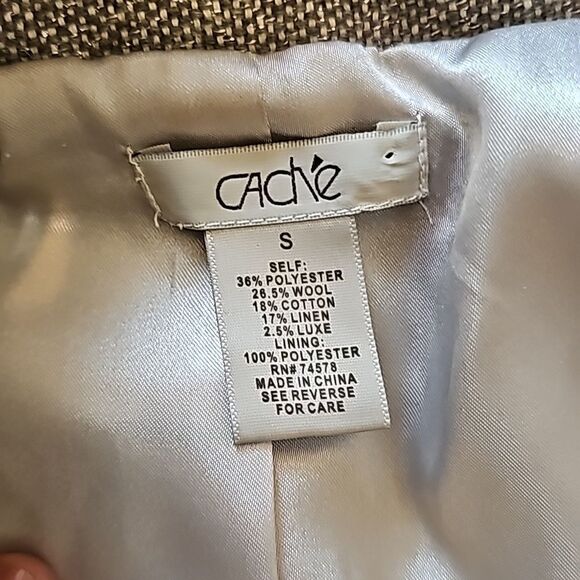 CAChé
S
SELF:
36% POLYESTER
26.5% WOOL
18% COTTON
17% LINEN
2.5% LUXE
LINING:
100% POLYESTER
RN# 74578
MADE IN CHINA
SEE REVERSE
FOR CARE